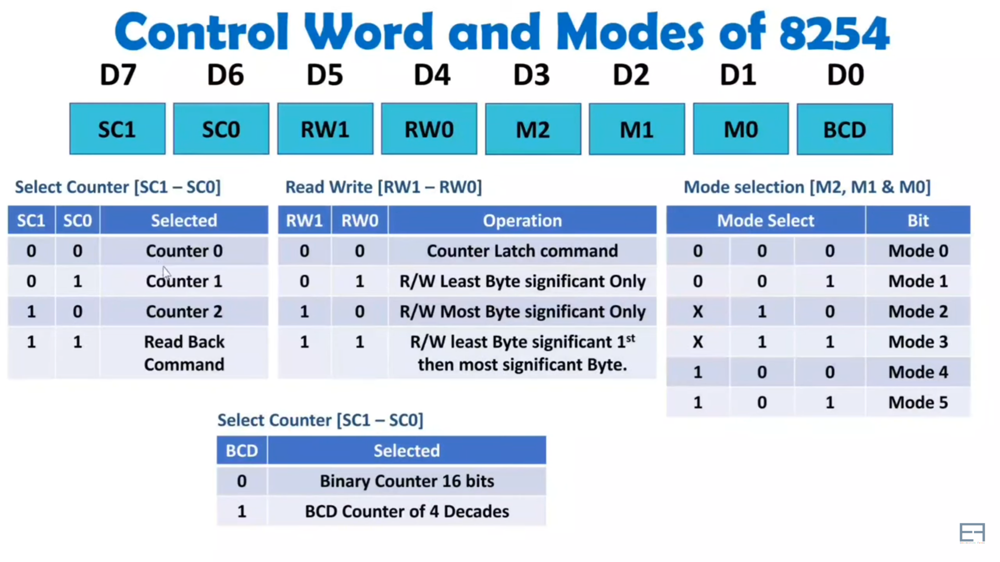 Control Word and Modes of 8254
D7 D6 D5 D4 D3 D2 D1 D0
SC1 SC0 RW1 RW0 M2 M1 M0 BCD
Select Counter [SC1 – SC0]
SC1 SC0 Selected
0 0 Counter 0
0 1 Counter 1
1 0 Counter 2
1 1 Read Back
Command
Read Write [RW1 – RW0]
RW1 RW0 Operation
0 0 Counter Latch command
0 1 R/W Least Byte significant Only
1 0 R/W Most Byte significant Only
1 1 R/W least Byte significant 1st
then most significant Byte.
Mode selection [M2, M1 & M0]
Mode Select Bit
0 0 0 Mode 0
0 0 1 Mode 1
X 1 0 Mode 2
X 1 1 Mode 3
1 0 0 Mode 4
1 0 1 Mode 5
Select Counter [SC1 – SC0]
BCD Selected
0 Binary Counter 16 bits
1 BCD Counter of 4 Decades
EF